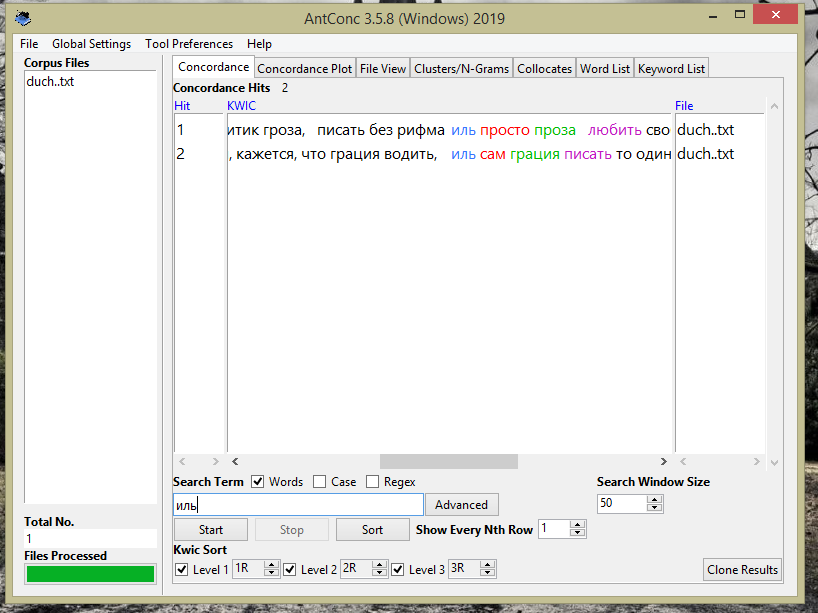 AntConc 3.5.8 (Windows) 2019
File Global Settings Tool Preferences Help
Corpus Files
duch..txt
Concordance Concordance Plot File View Clusters/N-Grams Collocates Word List Keyword List
Concordance Hits 2
Hit KWIC File
1 итик гроза, писать без рифма иль просто проза любить сво duch..txt
2 , кажется, что грация водить, иль сам грация писать то один duch..txt
Search Term Words Case Regex Search Window Size
иль Advanced 50
Start Stop Sort Show Every Nth Row 1
Total No.
1
Files Processed
Kwic Sort
Level 1 1R Level 2 2R Level 3 3R Clone Results